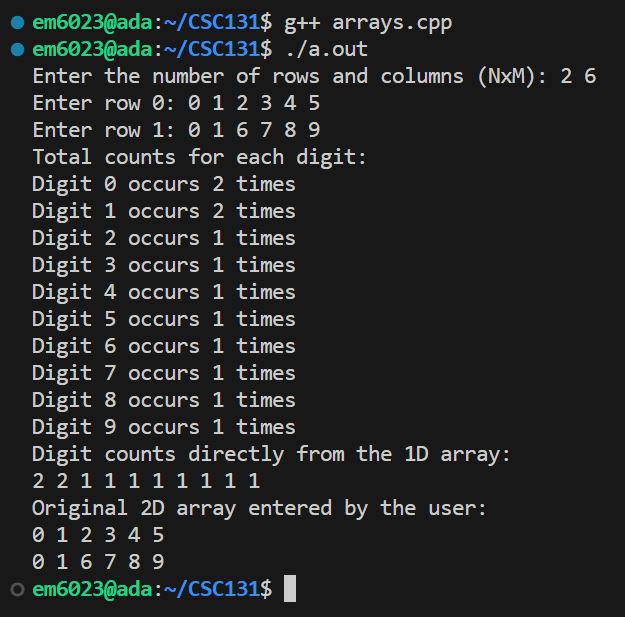 em6023@ada:~/CSC131$ g++ arrays.cpp
em6023@ada:~/CSC131$ ./a.out
Enter the number of rows and columns (NxM): 2 6
Enter row 0: 0 1 2 3 4 5
Enter row 1: 0 1 6 7 8 9
Total counts for each digit:
Digit 0 occurs 2 times
Digit 1 occurs 2 times
Digit 2 occurs 1 times
Digit 3 occurs 1 times
Digit 4 occurs 1 times
Digit 5 occurs 1 times
Digit 6 occurs 1 times
Digit 7 occurs 1 times
Digit 8 occurs 1 times
Digit 9 occurs 1 times
Digit counts directly from the 1D array:
2 2 1 1 1 1 1 1 1 1
Original 2D array entered by the user:
0 1 2 3 4 5
0 1 6 7 8 9
em6023@ada:~/CSC131$